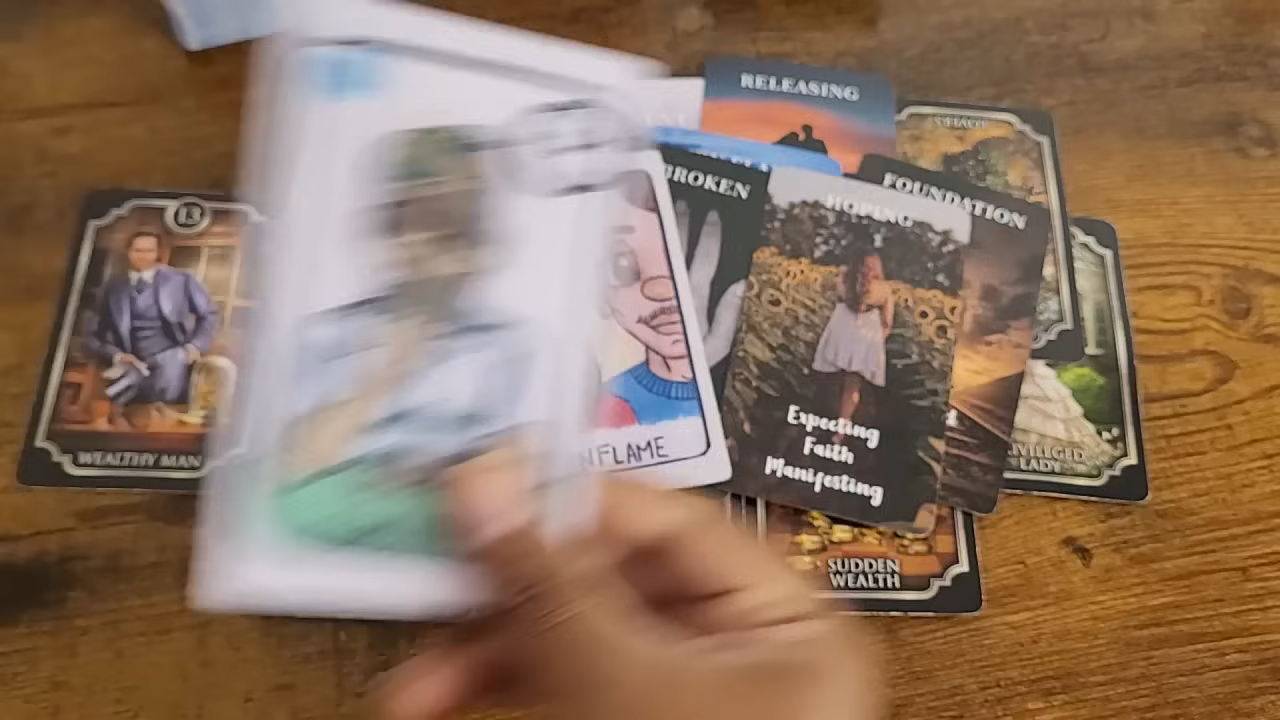 RELEASING
BROKEN
FOUNDATION
HOPING
13
Expecting
Faith
Manifesting
WEALTHY MAN
NFLAME
LADY
SUDDEN
WEALTH